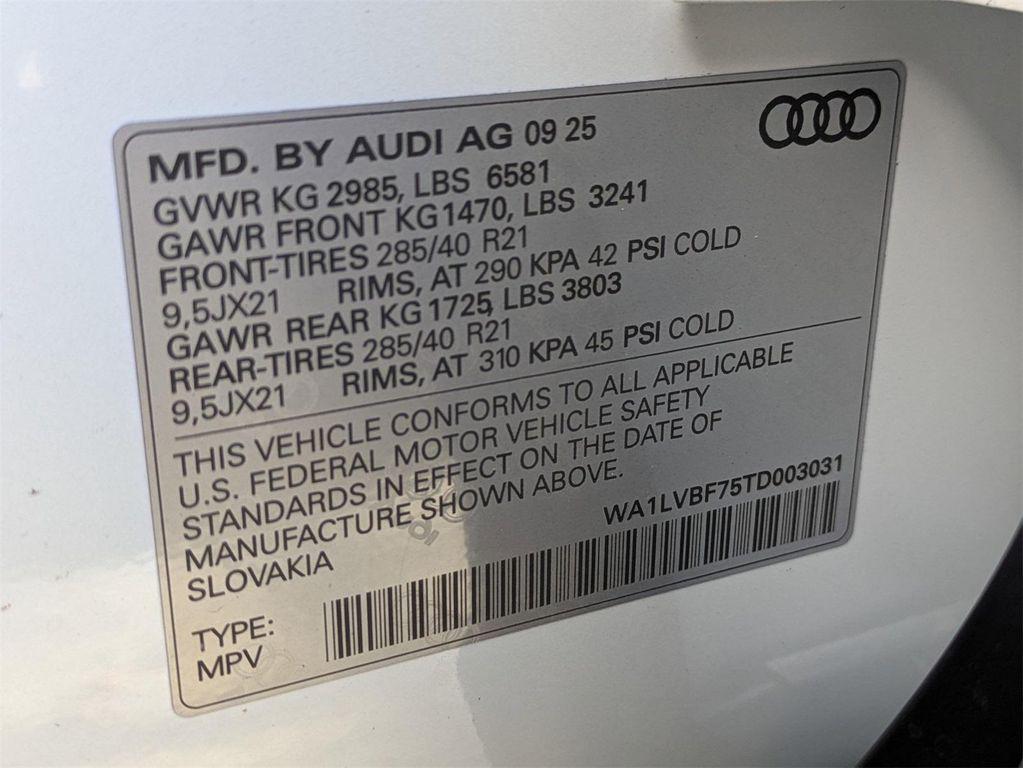 MFD. BY AUDI AG 09 25
GVWR KG 2985, LBS 6581
GAWR FRONT KG1470, LBS 3241
FRONT-TIRES 285/40 R21
9,5JX21 RIMS, AT 290 KPA 42 PSI COLD
GAWR REAR KG 1725, LBS 3803
REAR-TIRES 285/40 R21
9,5JX21 RIMS, AT 310 KPA 45 PSI COLD
THIS VEHICLE CONFORMS TO ALL APPLICABLE
U.S. FEDERAL MOTOR VEHICLE SAFETY
STANDARDS IN EFFECT ON THE DATE OF
MANUFACTURE SHOWN ABOVE.
SLOVAKIA
WA1LVBF75TD003031
TYPE:
MPV